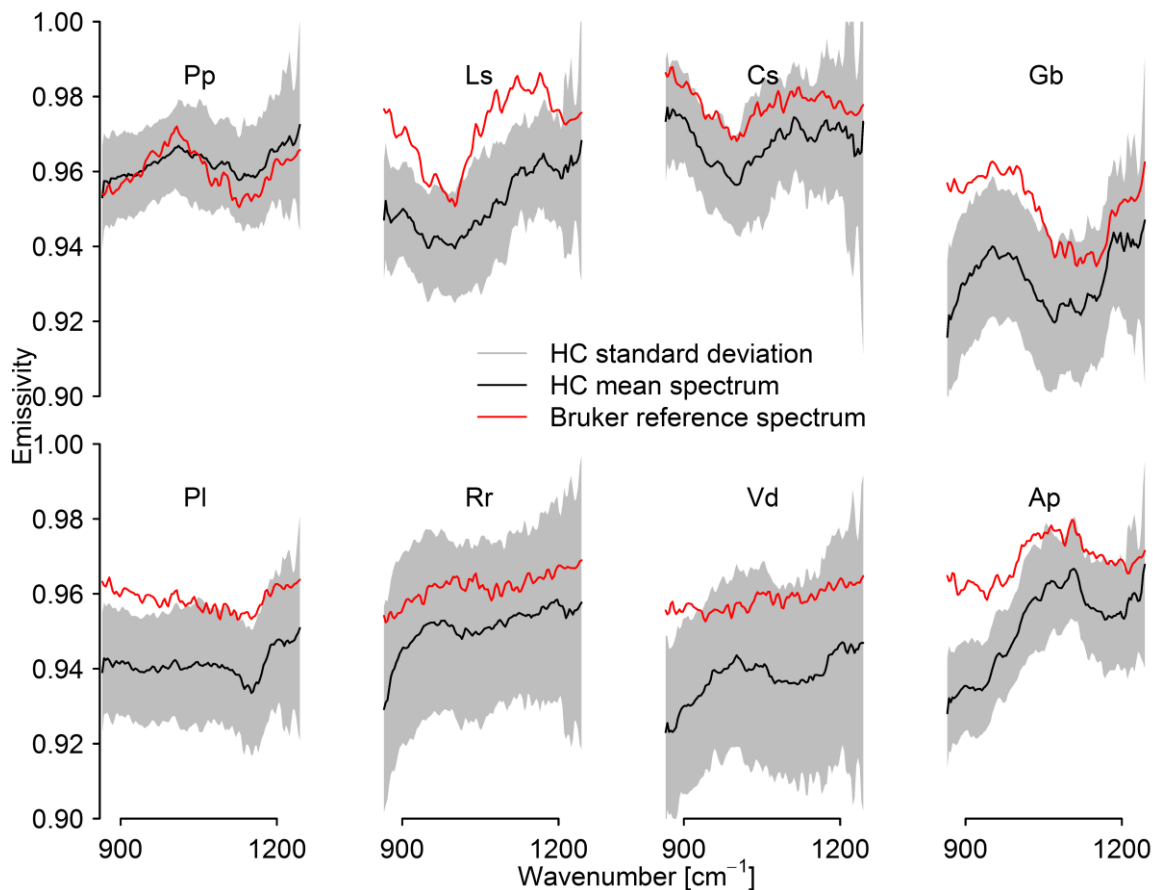 1.00
0.98
0.96
0.94
0.92
0.90
Pp
Ls
Cs
Gb
HC standard deviation
HC mean spectrum
Bruker reference spectrum
Emissivity
1.00
0.98
0.96
0.94
0.92
0.90
Pl
Rr
Vd
Ap
900 1200 900 1200 900 1200 900 1200
Wavenumber [cm⁻¹]